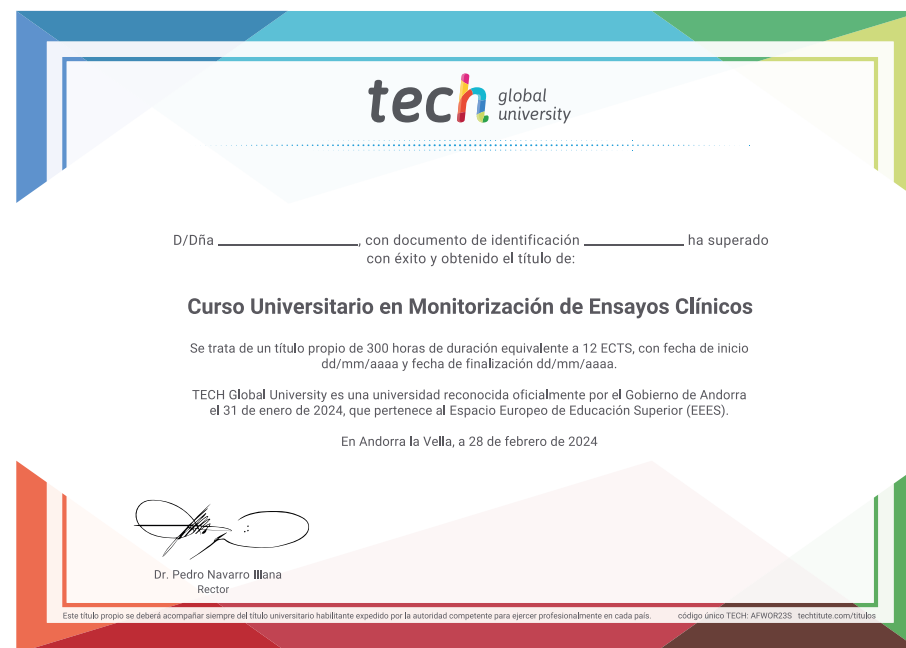 tech global university
D/Dña ____________________, con documento de identificación ______________ ha superado
con éxito y obtenido el título de:
Curso Universitario en Monitorización de Ensayos Clínicos
Se trata de un título propio de 300 horas de duración equivalente a 12 ECTS, con fecha de inicio
dd/mm/aaaa y fecha de finalización dd/mm/aaaa.
TECH Global University es una universidad reconocida oficialmente por el Gobierno de Andorra
el 31 de enero de 2024, que pertenece al Espacio Europeo de Educación Superior (EEES).
En Andorra la Vella, a 28 de febrero de 2024
Dr. Pedro Navarro Illana
Rector
Este título propio se deberá acompañar siempre del título universitario habilitante expedido por la autoridad competente para ejercer profesionalmente en cada país. código único TECH: AFWOR23S techtitute.com/titulos